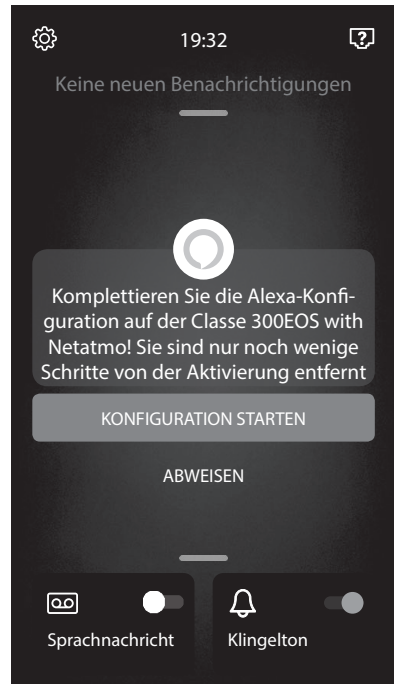 19:32
Keine neuen Benachrichtigungen
Komplettieren Sie die Alexa-Konfi-
guration auf der Classe 300EOS with
Netatmo! Sie sind nur noch wenige
Schritte von der Aktivierung entfernt
KONFIGURATION STARTEN
ABWEISEN
Sprachnachricht
Klingelton